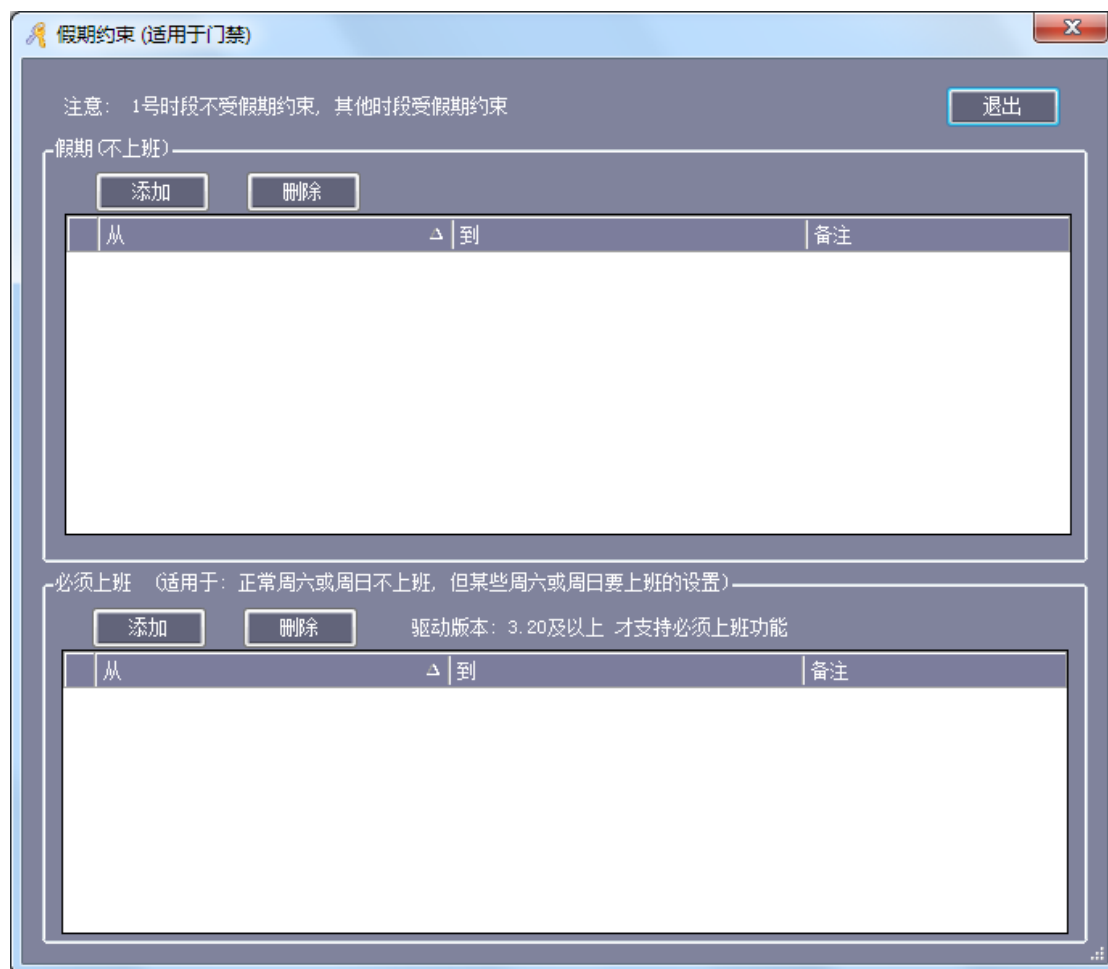 假期约束 (适用于门禁)
注意: 1号时段不受假期约束, 其他时段受假期约束
退出
假期(不上班)
添加 删除
从 到 备注
必须上班 (适用于: 正常周六或周日不上班, 但某些周六或周日要上班的设置)
添加 删除 驱动版本: 3.20及以上 才支持必须上班功能
从 到 备注